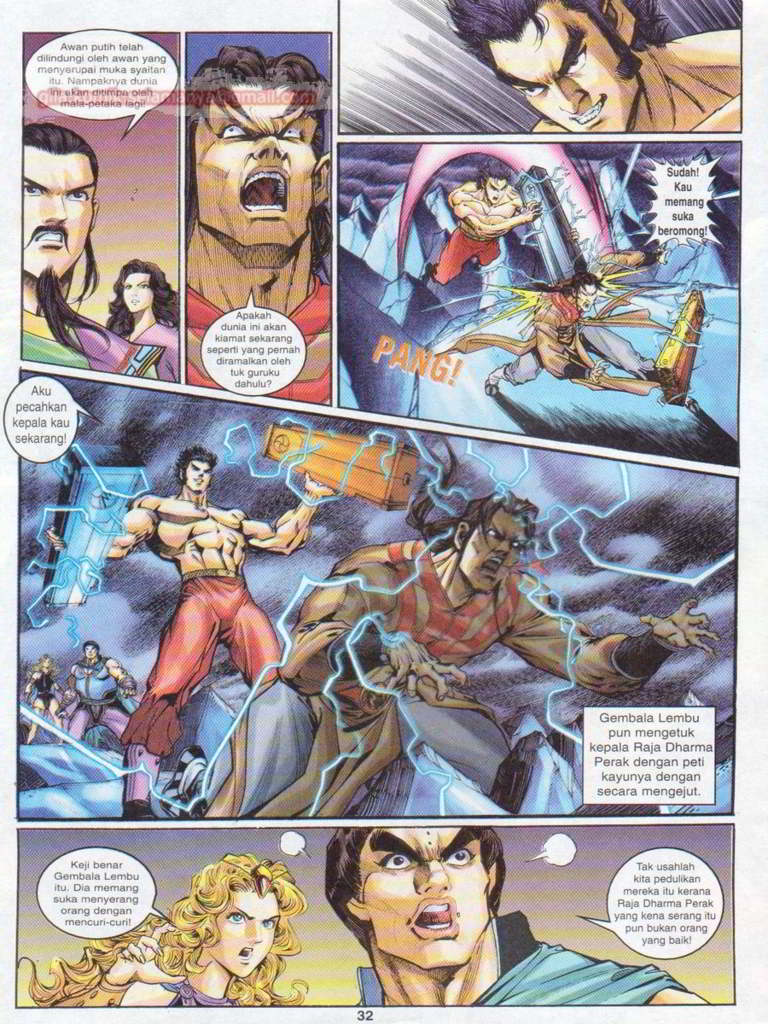 Awan putih telah
dilindungi oleh awan yang
menyerupai muka syaitan
itu. Nampaknya dunia
ini akan ditimpa oleh
mala-petaka lagi!
Apakah
dunia ini akan
kiamat sekarang
seperti yang pernah
diramalkan oleh
tuk guruku
dahulu?
Sudah!
Kau
memang
suka
beromong!
PANG!
Aku
pecahkan
kepala kau
sekarang!
Gembala Lembu
pun mengetuk
kepala Raja Dharma
Perak dengan peti
kayunya dengan
secara mengejut.
Keji benar
Gembala Lembu
itu. Dia memang
suka menyerang
orang dengan
mencuri-curi!
Tak usahlah
kita pedulikan
mereka itu kerana
Raja Dharma Perak
yang kena serang itu
pun bukan orang
yang baik!
32